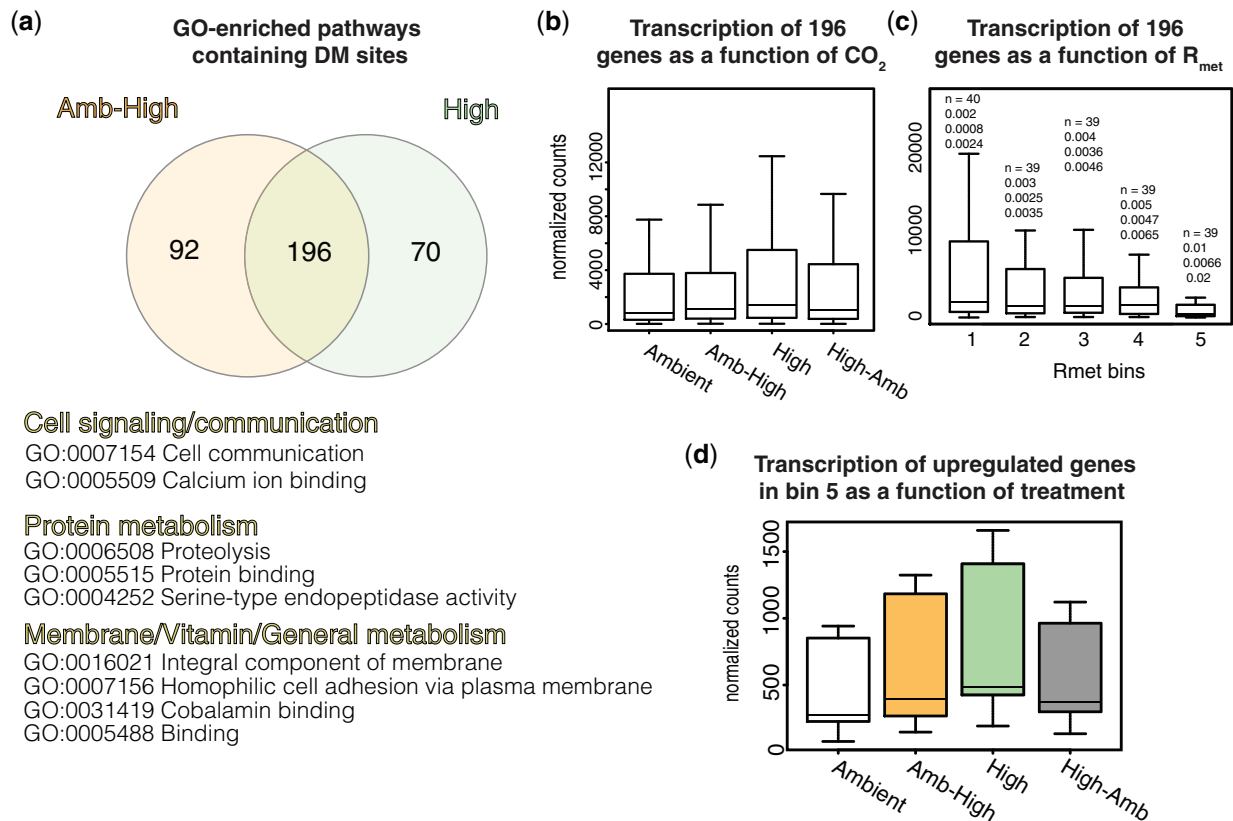 (a)
GO-enriched pathways
containing DM sites
Amb-High
High
92
196
70
Cell signaling/communication
GO:0007154 Cell communication
GO:0005509 Calcium ion binding
Protein metabolism
GO:0006508 Proteolysis
GO:0005515 Protein binding
GO:0004252 Serine-type endopeptidase activity
Membrane/Vitamin/General metabolism
GO:0016021 Integral component of membrane
GO:0007156 Homophilic cell adhesion via plasma membrane
GO:0031419 Cobalamin binding
GO:0005488 Binding
(b)
Transcription of 196
genes as a function of CO2
normalized counts
12000
8000
4000
0
Ambient
Amb-High
High
High-Amb
(c)
Transcription of 196
genes as a function of Rmet
20000
10000
0
n = 40
0.002
0.0008
0.0024
n = 39
0.003
0.0025
0.0035
n = 39
0.004
0.0036
0.0046
n = 39
0.005
0.0047
0.0065
n = 39
0.01
0.0066
0.02
1 2 3 4 5
Rmet bins
(d)
Transcription of upregulated genes
in bin 5 as a function of treatment
normalized counts
1500
1000
500
0
Ambient
Amb-High
High
High-Amb